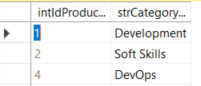 intIdProduc... strCategory...
1 Development
2 Soft Skills
4 DevOps